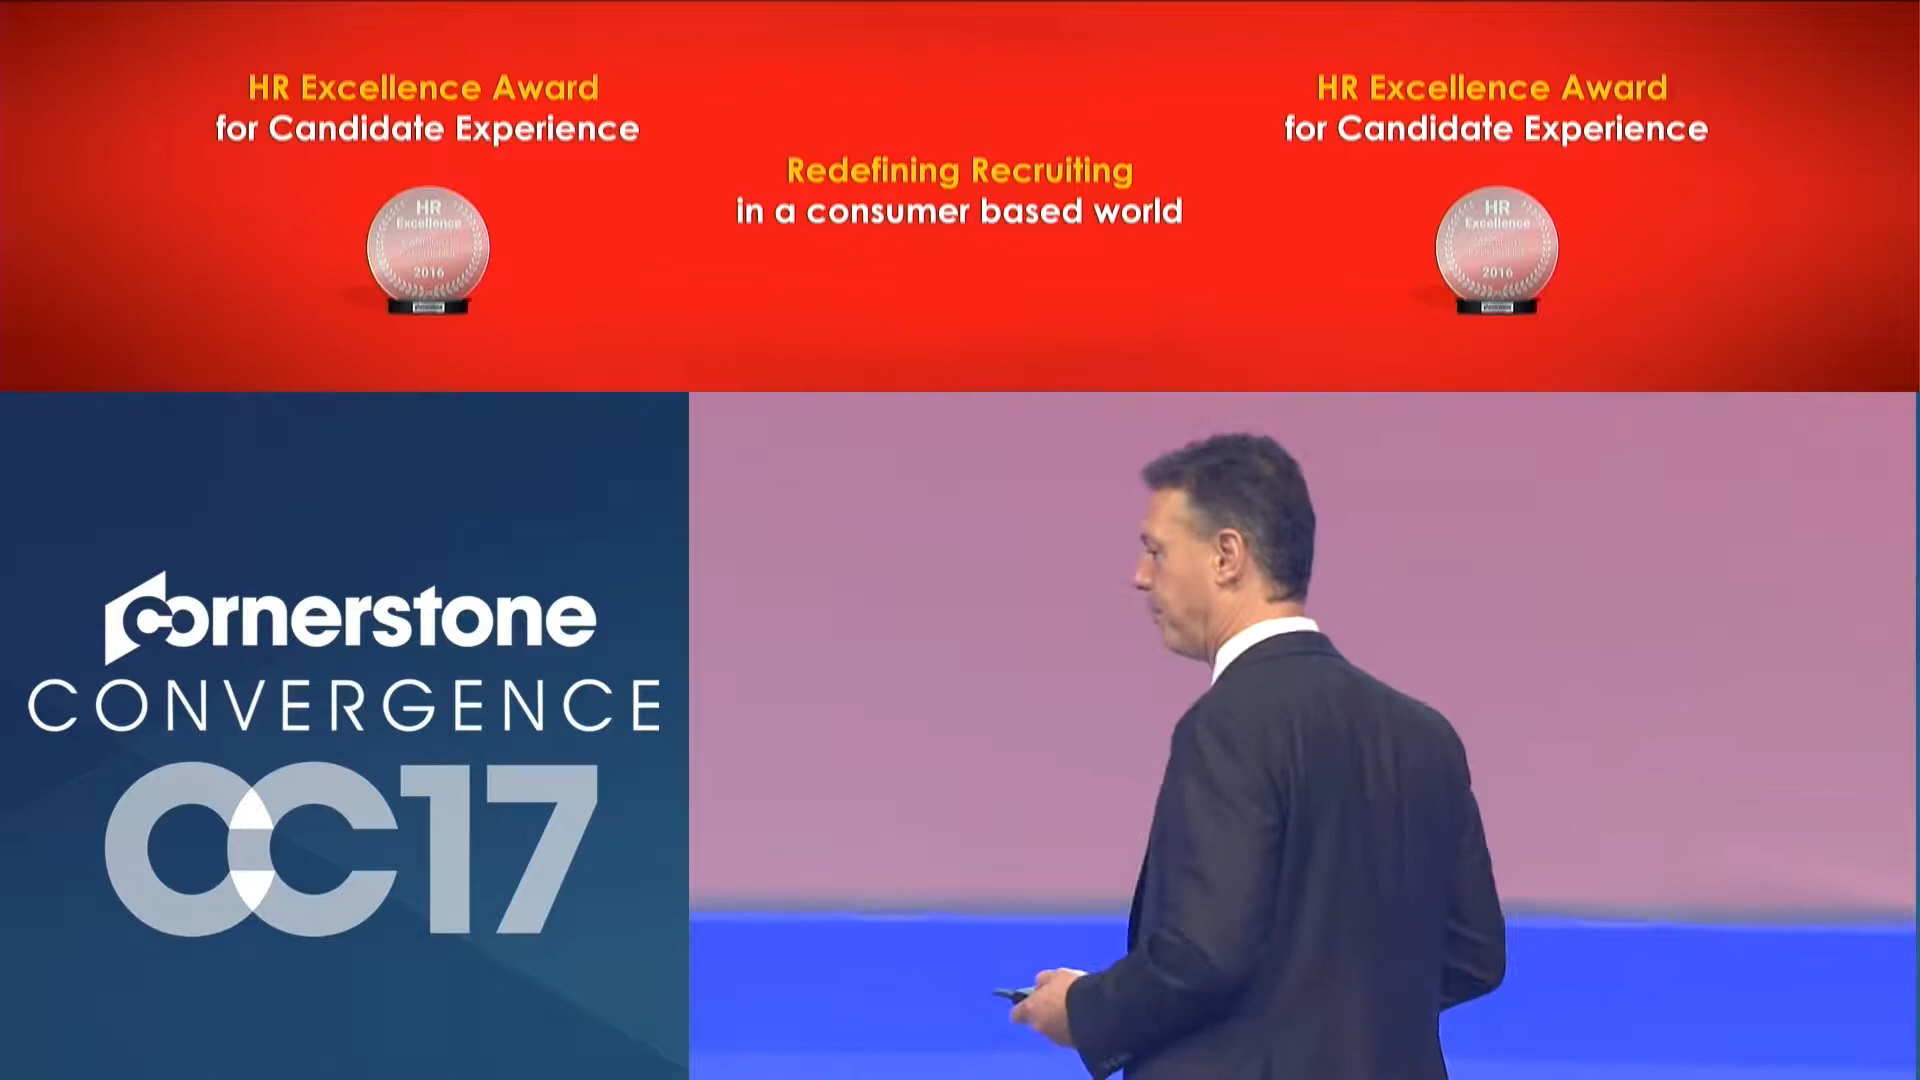 HR Excellence Award
for Candidate Experience
HR
Excellence
2016
Redefining Recruiting
in a consumer based world
HR Excellence Award
for Candidate Experience
HR
Excellence
2016
Cornerstone
CONVERGENCE
CC17